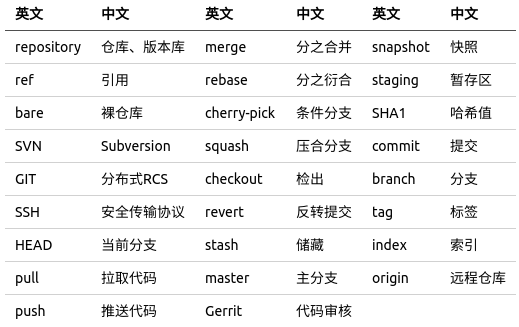 英文 中文 英文 中文 英文 中文
repository 仓库、版本库 merge 分之合并 snapshot 快照
ref 引用 rebase 分之衍合 staging 暂存区
bare 裸仓库 cherry-pick 条件分支 SHA1 哈希值
SVN Subversion squash 压合分支 commit 提交
GIT 分布式RCS checkout 检出 branch 分支
SSH 安全传输协议 revert 反转提交 tag 标签
HEAD 当前分支 stash 储藏 index 索引
pull 拉取代码 master 主分支 origin 远程仓库
push 推送代码 Gerrit 代码审核